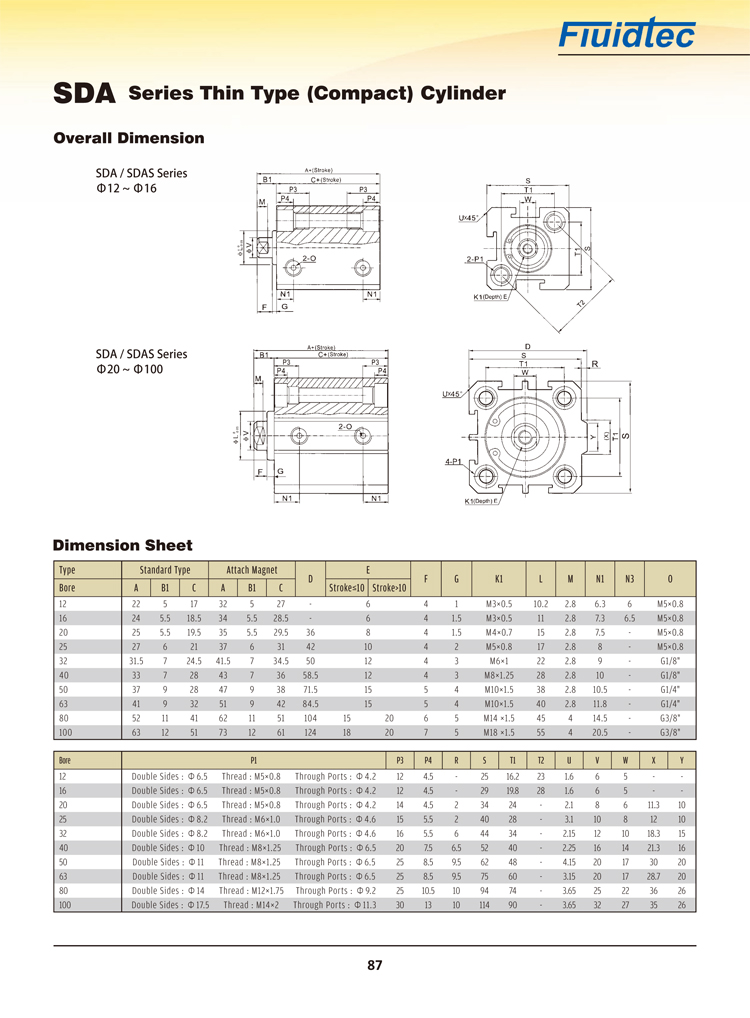 Fluidtec
SDA Series Thin Type (Compact) Cylinder
Overall Dimension
SDA / SDAS Series
Φ12 ~ Φ16
A+(Stroke)
B1 C+(Stroke)
P3 P3
M P4 P4
ΦV
2-O
N1 N1
F G
S
T1
W
UX45°
T1 S
2-P1
K1(Depth) E
T2
SDA / SDAS Series
Φ20 ~ Φ100
A+(Stroke)
B1 C+(Stroke)
P3 P3
P4 P4
M
2-O
ΦV
F G
N1 N1
D
S
T1 R
W
UX45°
Y (X) T1 S
4-P1
K1(Depth) E
Dimension Sheet
Type Standard Type Attach Magnet D E F G K1 L M N1 N3 O
Bore A B1 C A B1 C Stroke≤10 Stroke>10
12 22 5 17 32 5 27 - 6 4 1 M3×0.5 10.2 2.8 6.3 6 M5×0.8
16 24 5.5 18.5 34 5.5 28.5 - 6 4 1.5 M3×0.5 11 2.8 7.3 6.5 M5×0.8
20 25 5.5 19.5 35 5.5 29.5 36 8 4 1.5 M4×0.7 15 2.8 7.5 - M5×0.8
25 27 6 21 37 6 31 42 10 4 2 M5×0.8 17 2.8 8 - M5×0.8
32 31.5 7 24.5 41.5 7 34.5 50 12 4 3 M6×1 22 2.8 9 - G1/8"
40 33 7 28 43 7 36 58.5 12 4 3 M8×1.25 28 2.8 10 - G1/8"
50 37 9 28 47 9 38 71.5 15 5 4 M10×1.5 38 2.8 10.5 - G1/4"
63 41 9 32 51 9 42 84.5 15 5 4 M10×1.5 40 2.8 11.8 - G1/4"
80 52 11 41 62 11 51 104 15 20 6 5 M14 ×1.5 45 4 14.5 - G3/8"
100 63 12 51 73 12 61 124 18 20 7 5 M18 ×1.5 55 4 20.5 - G3/8"
Bore P1 P3 P4 R S T1 T2 U V W X Y
12 Double Sides : Φ 6.5 Thread : M5×0.8 Through Ports : Φ 4.2 12 4.5 - 25 16.2 23 1.6 6 5 - -
16 Double Sides : Φ 6.5 Thread : M5×0.8 Through Ports : Φ 4.2 12 4.5 - 29 19.8 28 1.6 6 5 - -
20 Double Sides : Φ 6.5 Thread : M5×0.8 Through Ports : Φ 4.2 14 4.5 2 34 24 - 2.1 8 6 11.3 10
25 Double Sides : Φ 8.2 Thread : M6×1.0 Through Ports : Φ 4.6 15 5.5 2 40 28 - 3.1 10 8 12 10
32 Double Sides : Φ 8.2 Thread : M6×1.0 Through Ports : Φ 4.6 16 5.5 6 44 34 - 2.15 12 10 18.3 15
40 Double Sides : Φ 10 Thread : M8×1.25 Through Ports : Φ 6.5 20 7.5 6.5 52 40 - 2.25 16 14 21.3 16
50 Double Sides : Φ 11 Thread : M8×1.25 Through Ports : Φ 6.5 25 8.5 9.5 62 48 - 4.15 20 17 30 20
63 Double Sides : Φ 11 Thread : M8×1.25 Through Ports : Φ 6.5 25 8.5 9.5 75 60 - 3.15 20 17 28.7 20
80 Double Sides : Φ 14 Thread : M12×1.75 Through Ports : Φ 9.2 25 10.5 10 94 74 - 3.65 25 22 36 26
100 Double Sides : Φ 17.5 Thread : M14×2 Through Ports : Φ 11.3 30 13 10 114 90 - 3.65 32 27 35 26
87